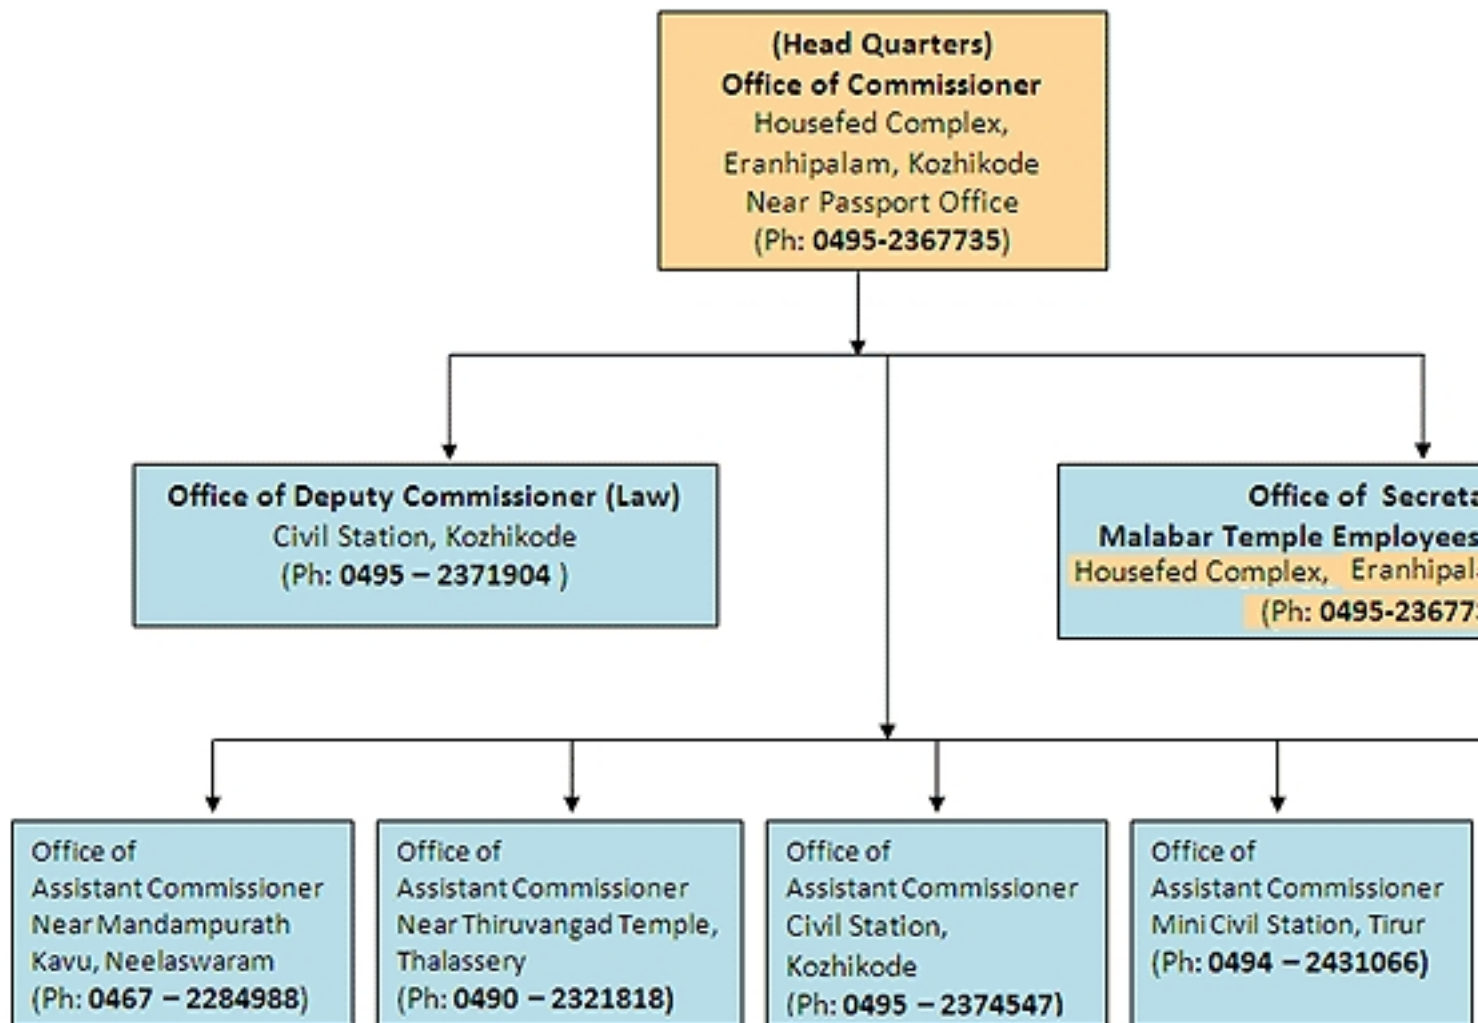 (Head Quarters)
Office of Commissioner
Housefed Complex,
Eranhipalam, Kozhikode
Near Passport Office
(Ph: 0495-2367735)
Office of Deputy Commissioner (Law)
Civil Station, Kozhikode
(Ph: 0495 – 2371904 )
Office of
Malabar Temple Employees
Housefed Complex,
(Ph:
Office of
Assistant Commissioner
Near Mandampurath
Kavu, Neelaswaram
(Ph: 0467 – 2284988)
Office of
Assistant Commissioner
Near Thiruvangad Temple,
Thalassery
(Ph: 0490 – 2321818)
Office of
Assistant Commissioner
Civil Station,
Kozhikode
(Ph: 0495 – 2374547)
Office of
Assistant Commissioner
Mini Civil Station, Tirur
(Ph: 0494 – 2431066)